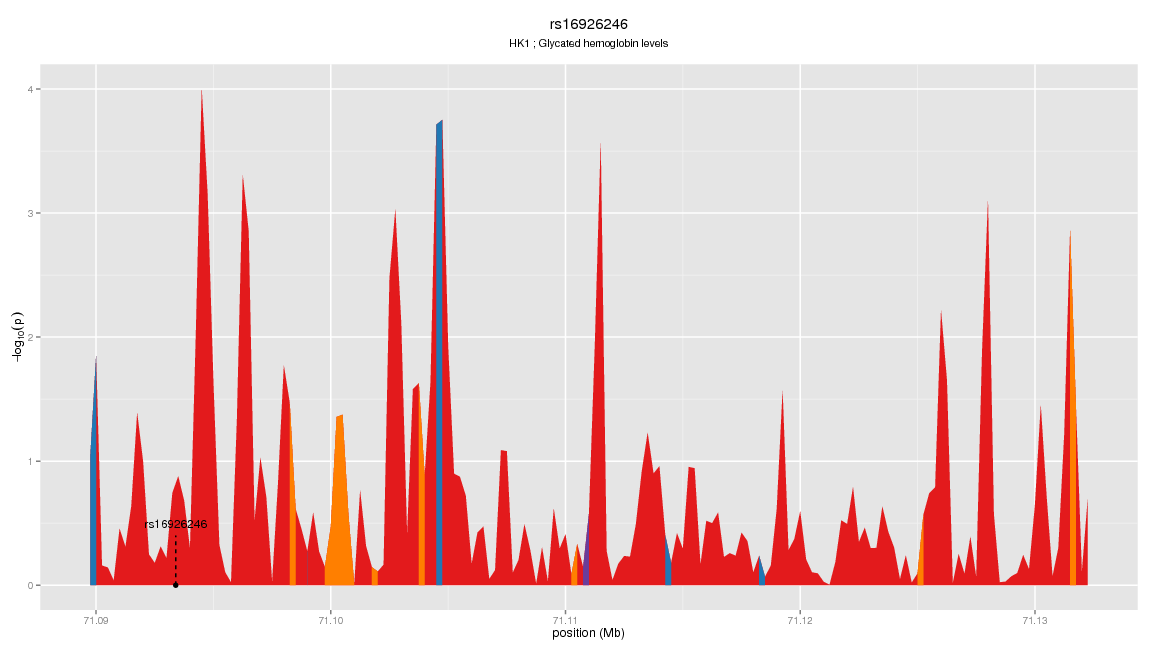 rs16926246
HK1 ; Glycated hemoglobin levels
4
3
2
1
0
−log10(p)
rs16926246
71.09 71.10 71.11 71.12 71.13
position (Mb)